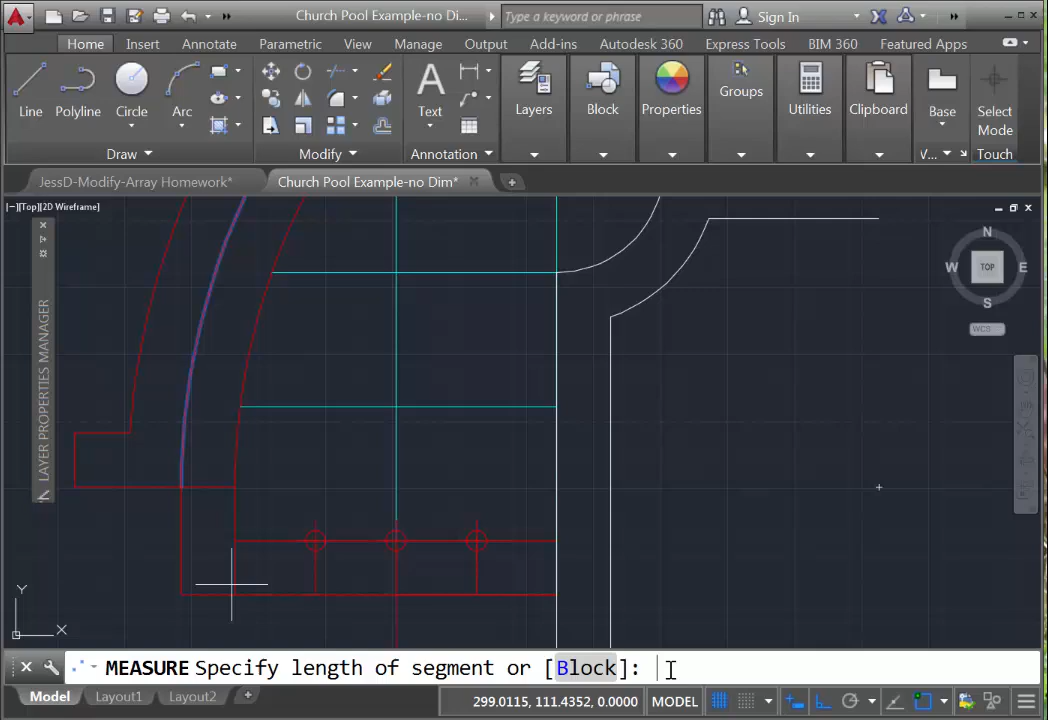 Church Pool Example-no Di... Type a keyword or phrase Sign In
Home Insert Annotate Parametric View Manage Output Add-ins Autodesk 360 Express Tools BIM 360 Featured Apps
Line Polyline Circle Arc Text Layers Block Properties Groups Utilities Clipboard Base Select Mode
Draw Modify Annotation V... Touch
JessD-Modify-Array Homework* Church Pool Example-no Dim*
[−][Top][2D Wireframe]
N
W TOP E
S
WCS
LAYER PROPERTIES MANAGER
Y
X
MEASURE Specify length of segment or [Block]:
Model Layout1 Layout2 299.0115, 111.4352, 0.0000 MODEL